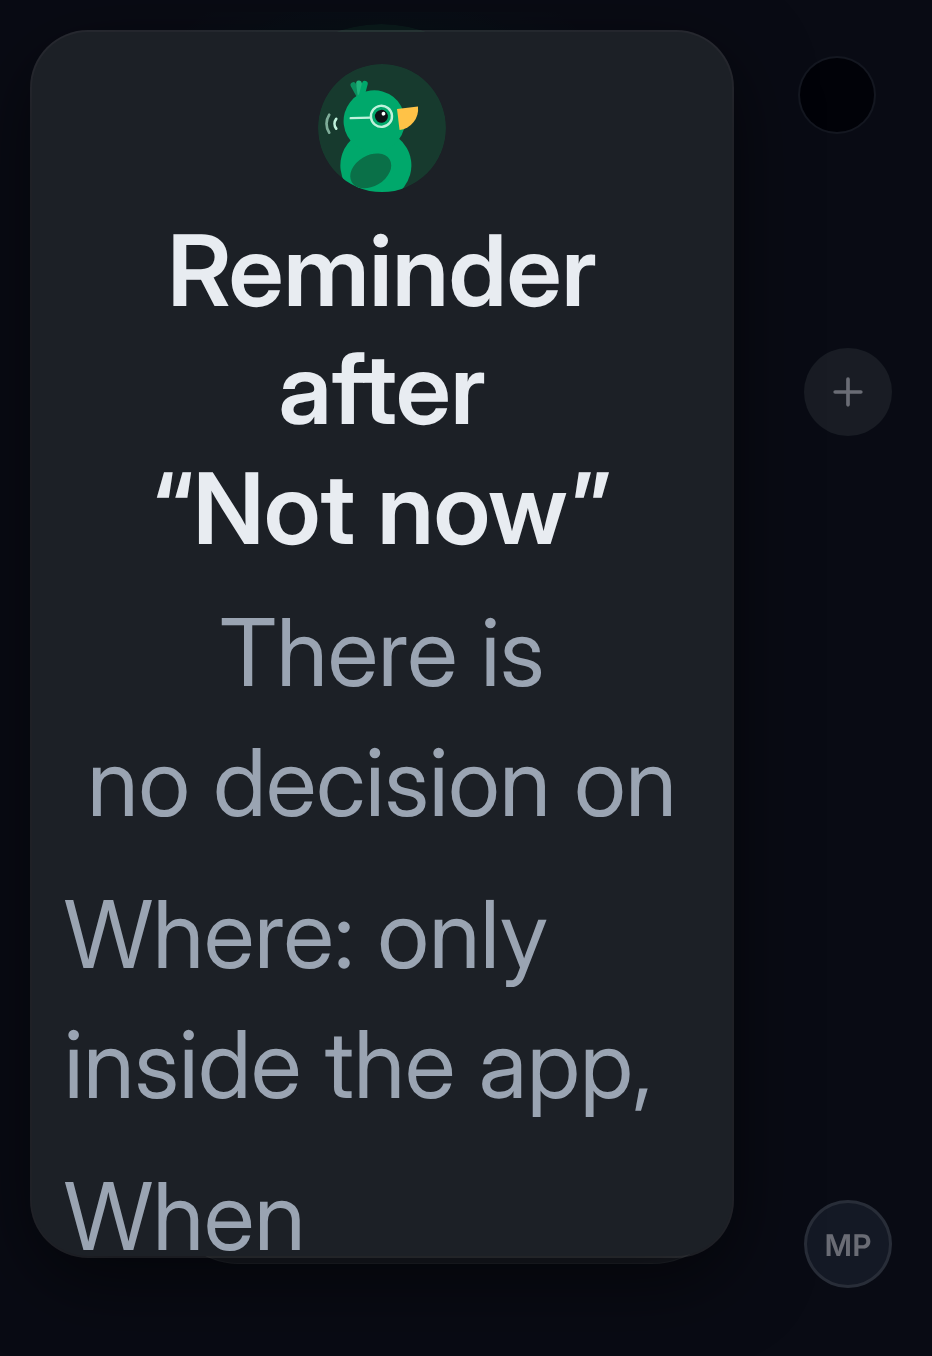 Reminder
after
“Not now”
There is
no decision on
Where: only
inside the app,
When
MP